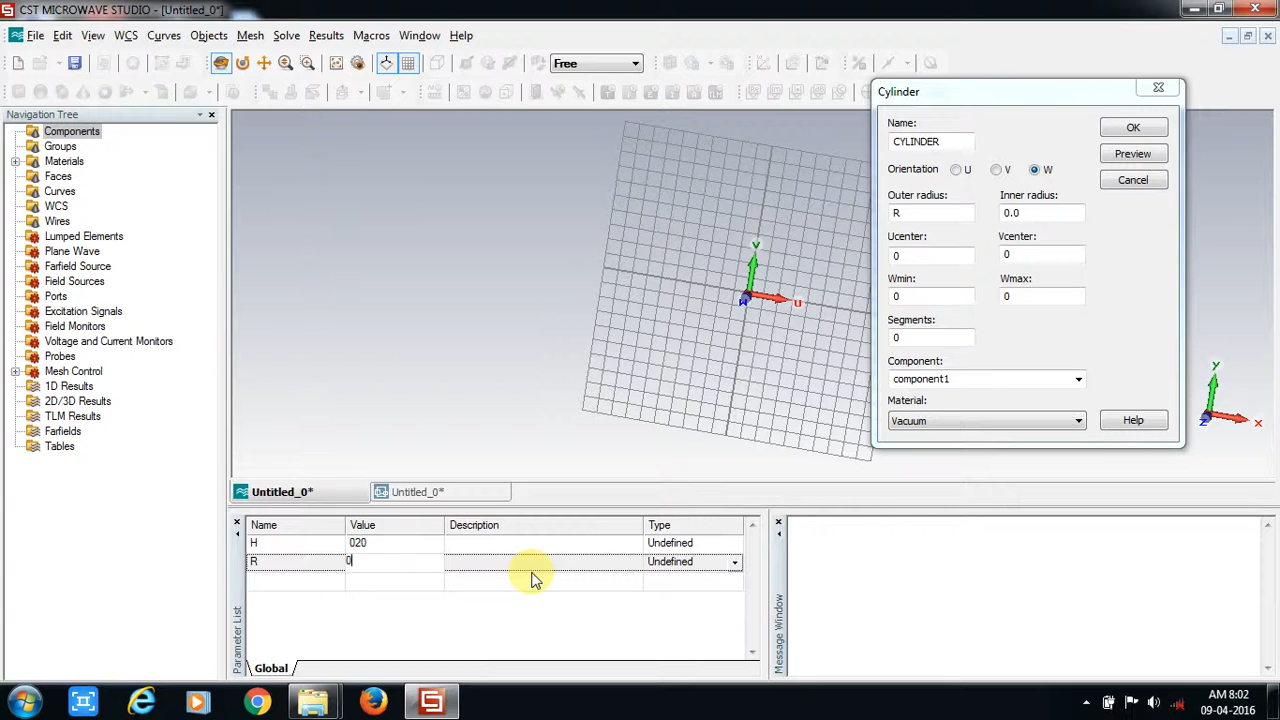 CST MICROWAVE STUDIO - [Untitled_0*]
File Edit View WCS Curves Objects Mesh Solve Results Macros Window Help
Free
Navigation Tree
Components
Groups
Materials
Faces
Curves
WCS
Wires
Lumped Elements
Plane Wave
Farfield Source
Field Sources
Ports
Excitation Signals
Field Monitors
Voltage and Current Monitors
Probes
Mesh Control
1D Results
2D/3D Results
TLM Results
Farfields
Tables
v
u
w
Cylinder
Name:
CYLINDER
OK
Orientation U V W
Preview
Cancel
Outer radius: Inner radius:
R 0.0
Ucenter: Vcenter:
0 0
Wmin: Wmax:
0 0
Segments:
0
Component:
component1
Material:
Vacuum
Help
y
x
z
Untitled_0* Untitled_0*
Name Value Description Type
H 020 Undefined
R 0 Undefined
Parameter List
Global
Message Window
AM 8:02
09-04-2016